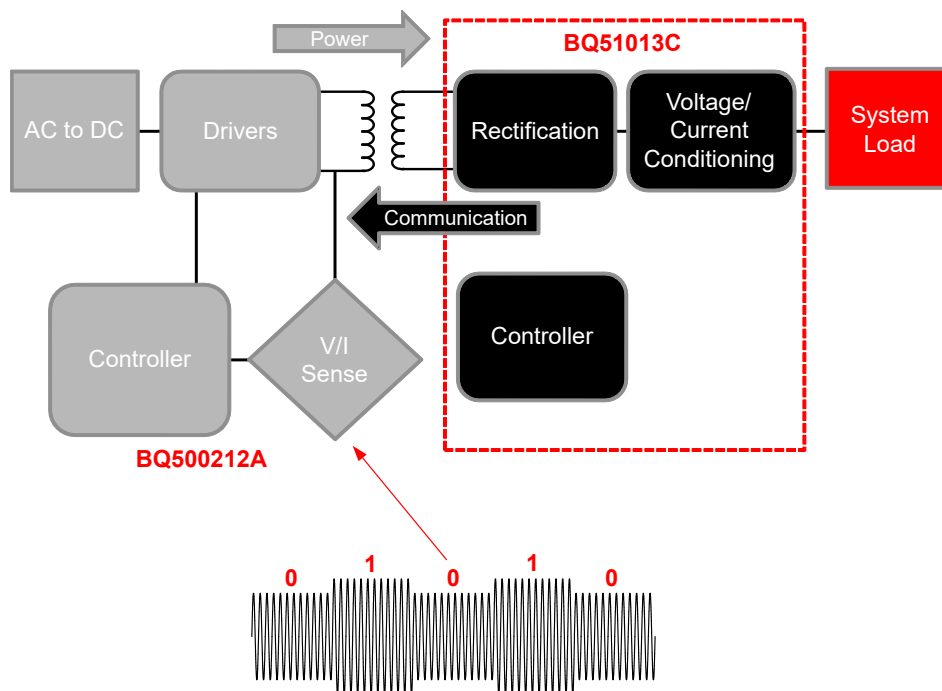 Power
BQ51013C
AC to DC
Drivers
Rectification
Voltage/
Current
Conditioning
System
Load
Communication
Controller
V/I
Sense
Controller
BQ500212A
0
1
0
1
0